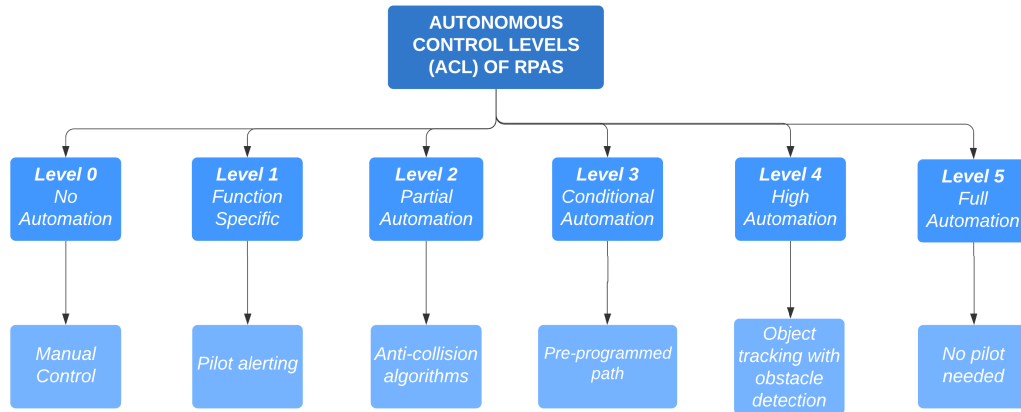 AUTONOMOUS
CONTROL LEVELS
(ACL) OF RPAS
Level 0
No
Automation
Level 1
Function
Specific
Level 2
Partial
Automation
Level 3
Conditional
Automation
Level 4
High
Automation
Level 5
Full
Automation
Manual
Control
Pilot alerting
Anti-collision
algorithms
Pre-programmed
path
Object
tracking with
obstacle
detection
No pilot
needed